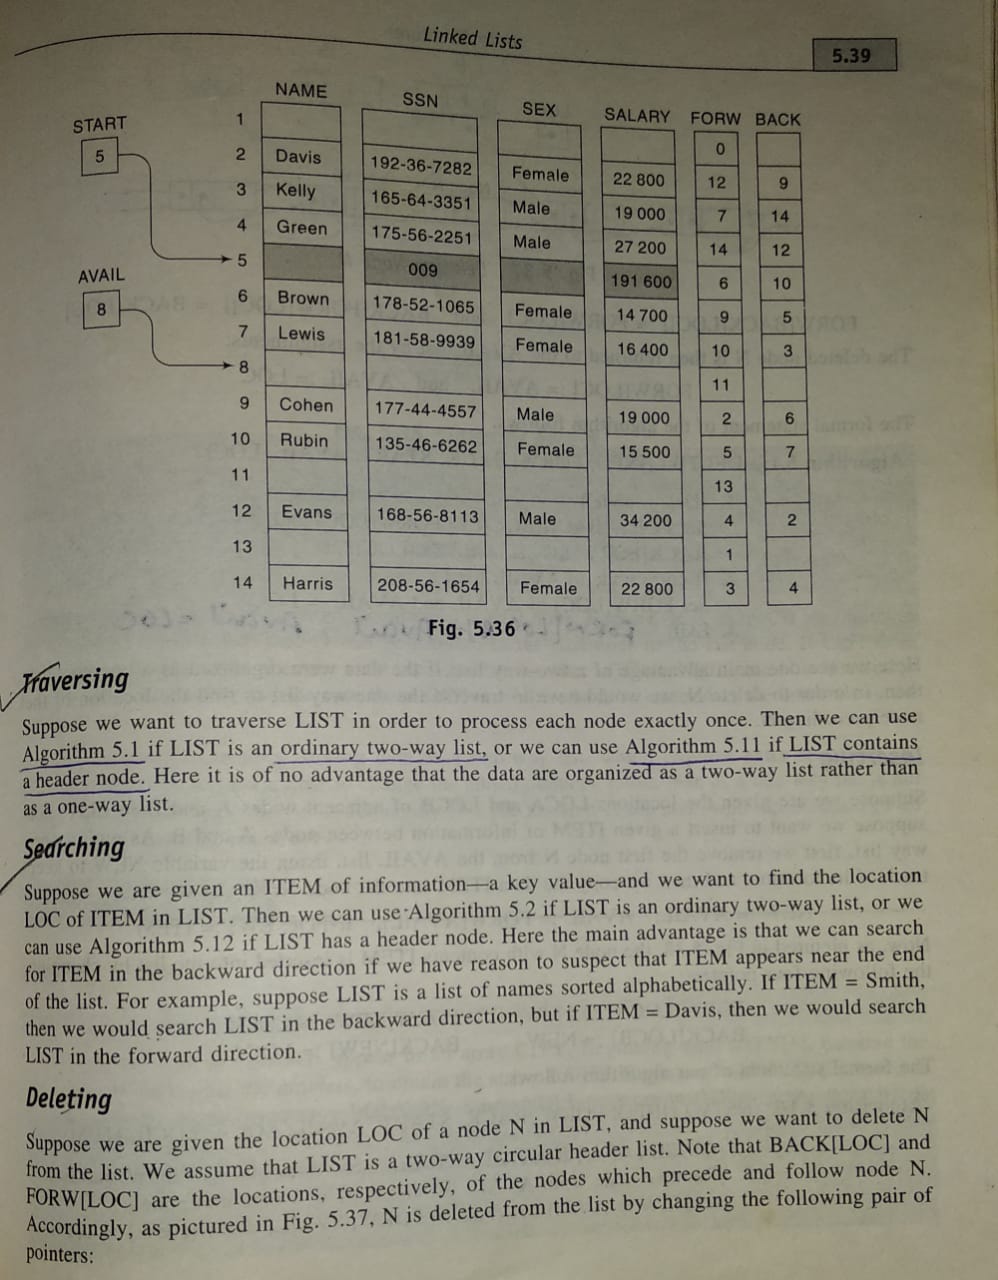 Linked Lists
5.39
NAME SSN SEX SALARY FORW BACK
START
5
AVAIL
8
1 0
2 Davis 192-36-7282 Female 22 800 12 9
3 Kelly 165-64-3351 Male 19 000 7 14
4 Green 175-56-2251 Male 27 200 14 12
5 009 191 600 6 10
6 Brown 178-52-1065 Female 14 700 9 5
7 Lewis 181-58-9939 Female 16 400 10 3
8 11
9 Cohen 177-44-4557 Male 19 000 2 6
10 Rubin 135-46-6262 Female 15 500 5 7
11 13
12 Evans 168-56-8113 Male 34 200 4 2
13 1
14 Harris 208-56-1654 Female 22 800 3 4
Fig. 5.36
Traversing
Suppose we want to traverse LIST in order to process each node exactly once. Then we can use
Algorithm 5.1 if LIST is an ordinary two-way list, or we can use Algorithm 5.11 if LIST contains
a header node. Here it is of no advantage that the data are organized as a two-way list rather than
as a one-way list.
Searching
Suppose we are given an ITEM of information—a key value—and we want to find the location
LOC of ITEM in LIST. Then we can use Algorithm 5.2 if LIST is an ordinary two-way list, or we
can use Algorithm 5.12 if LIST has a header node. Here the main advantage is that we can search
for ITEM in the backward direction if we have reason to suspect that ITEM appears near the end
of the list. For example, suppose LIST is a list of names sorted alphabetically. If ITEM = Smith,
then we would search LIST in the backward direction, but if ITEM = Davis, then we would search
LIST in the forward direction.
Deleting
Suppose we are given the location LOC of a node N in LIST, and suppose we want to delete N
from the list. We assume that LIST is a two-way circular header list. Note that BACK[LOC] and
FORW[LOC] are the locations, respectively, of the nodes which precede and follow node N.
Accordingly, as pictured in Fig. 5.37, N is deleted from the list by changing the following pair of
pointers: